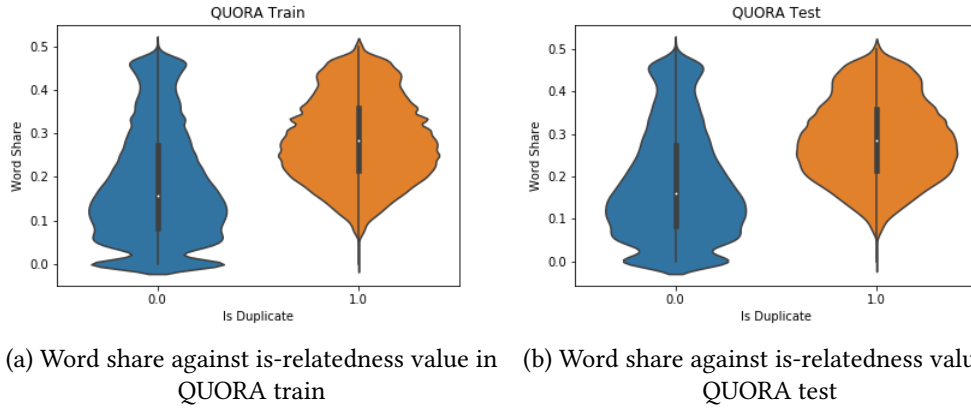 QUORA Train
0.5
0.4
0.3
0.2
0.1
0.0
Word Share
0.0 1.0
Is Duplicate
QUORA Test
0.5
0.4
0.3
0.2
0.1
0.0
Word Share
0.0 1.0
Is Duplicate
(a) Word share against is-relatedness value in
QUORA train
(b) Word share against is-relatedness valu
QUORA test